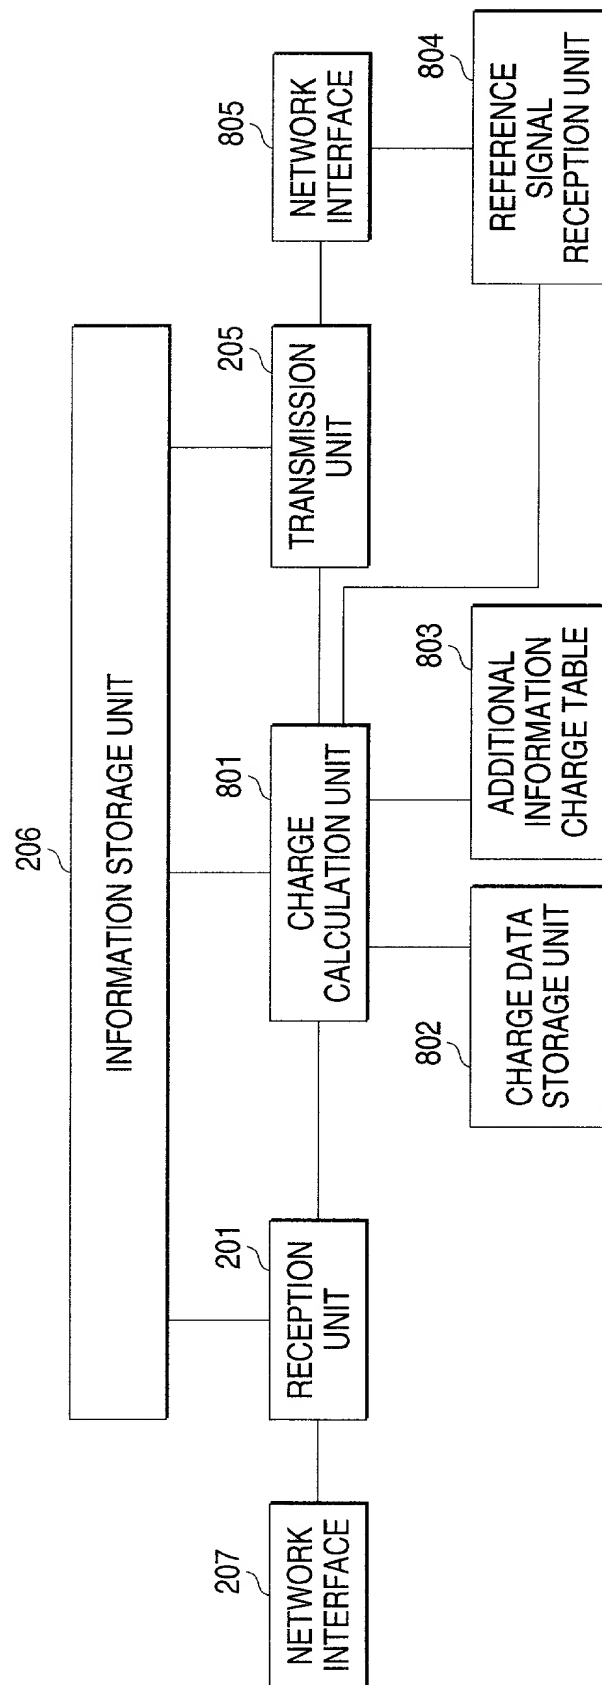 206
INFORMATION STORAGE UNIT
207
NETWORK
INTERFACE
201
RECEPTION
UNIT
801
CHARGE
CALCULATION UNIT
205
TRANSMISSION
UNIT
805
NETWORK
INTERFACE
802
CHARGE DATA
STORAGE UNIT
803
ADDITIONAL
INFORMATION
CHARGE TABLE
804
REFERENCE
SIGNAL
RECEPTION UNIT